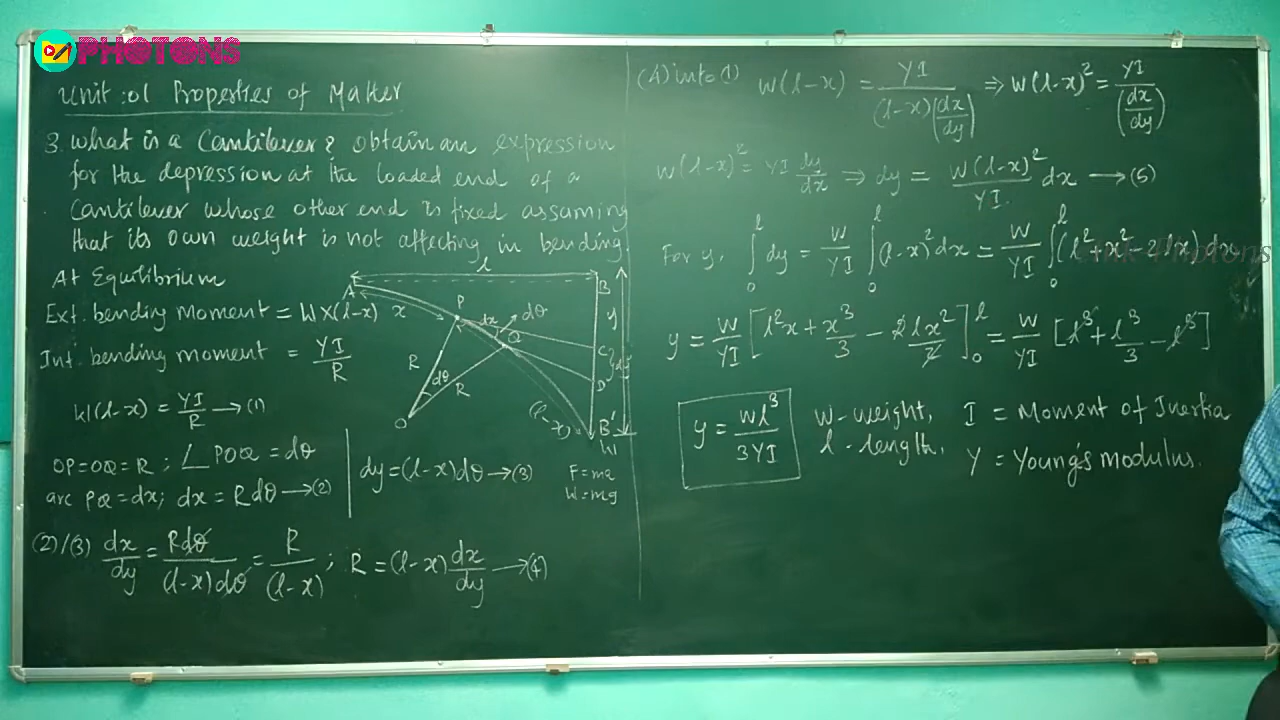 PHOTONS
Unit :01 Properties of Matter
3. What is a Cantilever? Obtain an expression
for the depression at the loaded end of a
Cantilever whose other end is fixed assuming
that its own weight is not affecting in bending.
At Equilibrium
Ext. bending moment = W×(l-x)
Int. bending moment = YI/R
W(l-x) = YI/R → (1)
OP=OQ=R ; ∠POQ = dθ
arc PQ = dx; dx = Rdθ → (2)
dy = (l-x)dθ → (3)
(2)/(3) dx/dy = Rdθ/(l-x)dθ = R/(l-x) ; R = (l-x) dx/dy → (4)
l
A
B
x
P
dx
dθ
y
Q
C
R
dθ
R
D
dy
O
(l-x)
B'
W
F=ma
W=mg
(4) into (1) W(l-x) = YI/(l-x)(dx/dy) ⇒ W(l-x)² = YI/(dx/dy)
W(l-x)² = YI dy/dx ⇒ dy = W(l-x)²/YI. dx → (5)
For y, ∫₀ˡ dy = W/YI ∫₀ˡ (l-x)² dx = W/YI ∫₀ˡ (l²+x²-2lx) dx
y = W/YI [l²x + x³/3 - 2lx²/2]₀ˡ = W/YI [l³ + l³/3 - l³]
y = Wl³/3YI
W-weight, I = Moment of Inertia
l-length, Y = Young's modulus.